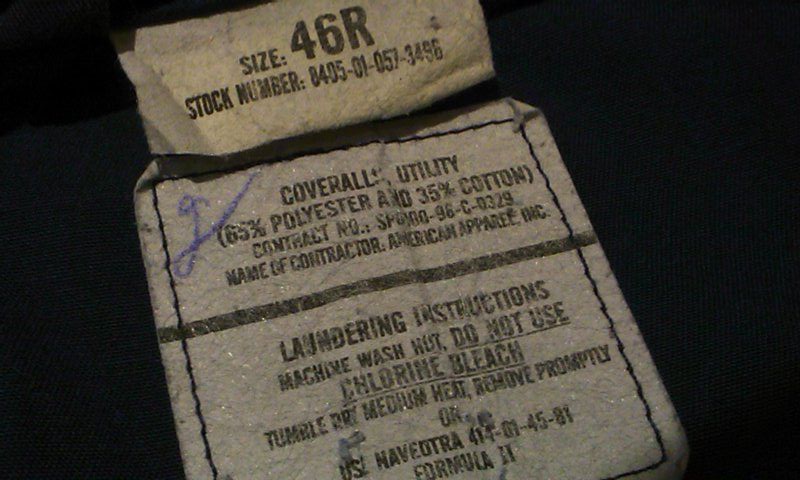 SIZE: 46R
STOCK NUMBER: 8405-01-057-3496
COVERALLS, UTILITY
(65% POLYESTER AND 35% COTTON)
CONTRACT NO.: SPO100-96-C-0329
NAME OF CONTRACTOR: AMERICAN APPAREL INC.
LAUNDERING INSTRUCTIONS
MACHINE WASH HOT, DO NOT USE
CHLORINE BLEACH
TUMBLE DRY MEDIUM HEAT, REMOVE PROMPTLY
OR
USE NAVEDTRA 414-01-45-81
FORMULA II